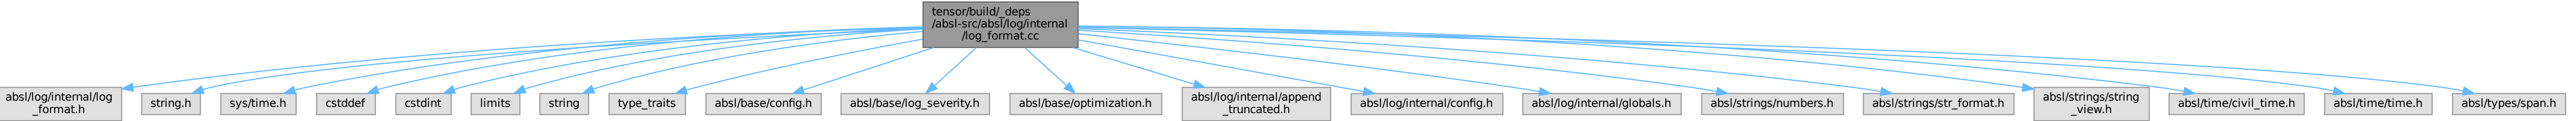 tensor/build/_deps
/absl-src/absl/log/internal
/log_format.cc
absl/log/internal/log
_format.h
string.h
sys/time.h
cstddef
cstdint
limits
string
type_traits
absl/base/config.h
absl/base/log_severity.h
absl/base/optimization.h
absl/log/internal/append
_truncated.h
absl/log/internal/config.h
absl/log/internal/globals.h
absl/strings/numbers.h
absl/strings/str_format.h
absl/strings/string
_view.h
absl/time/civil_time.h
absl/time/time.h
absl/types/span.h